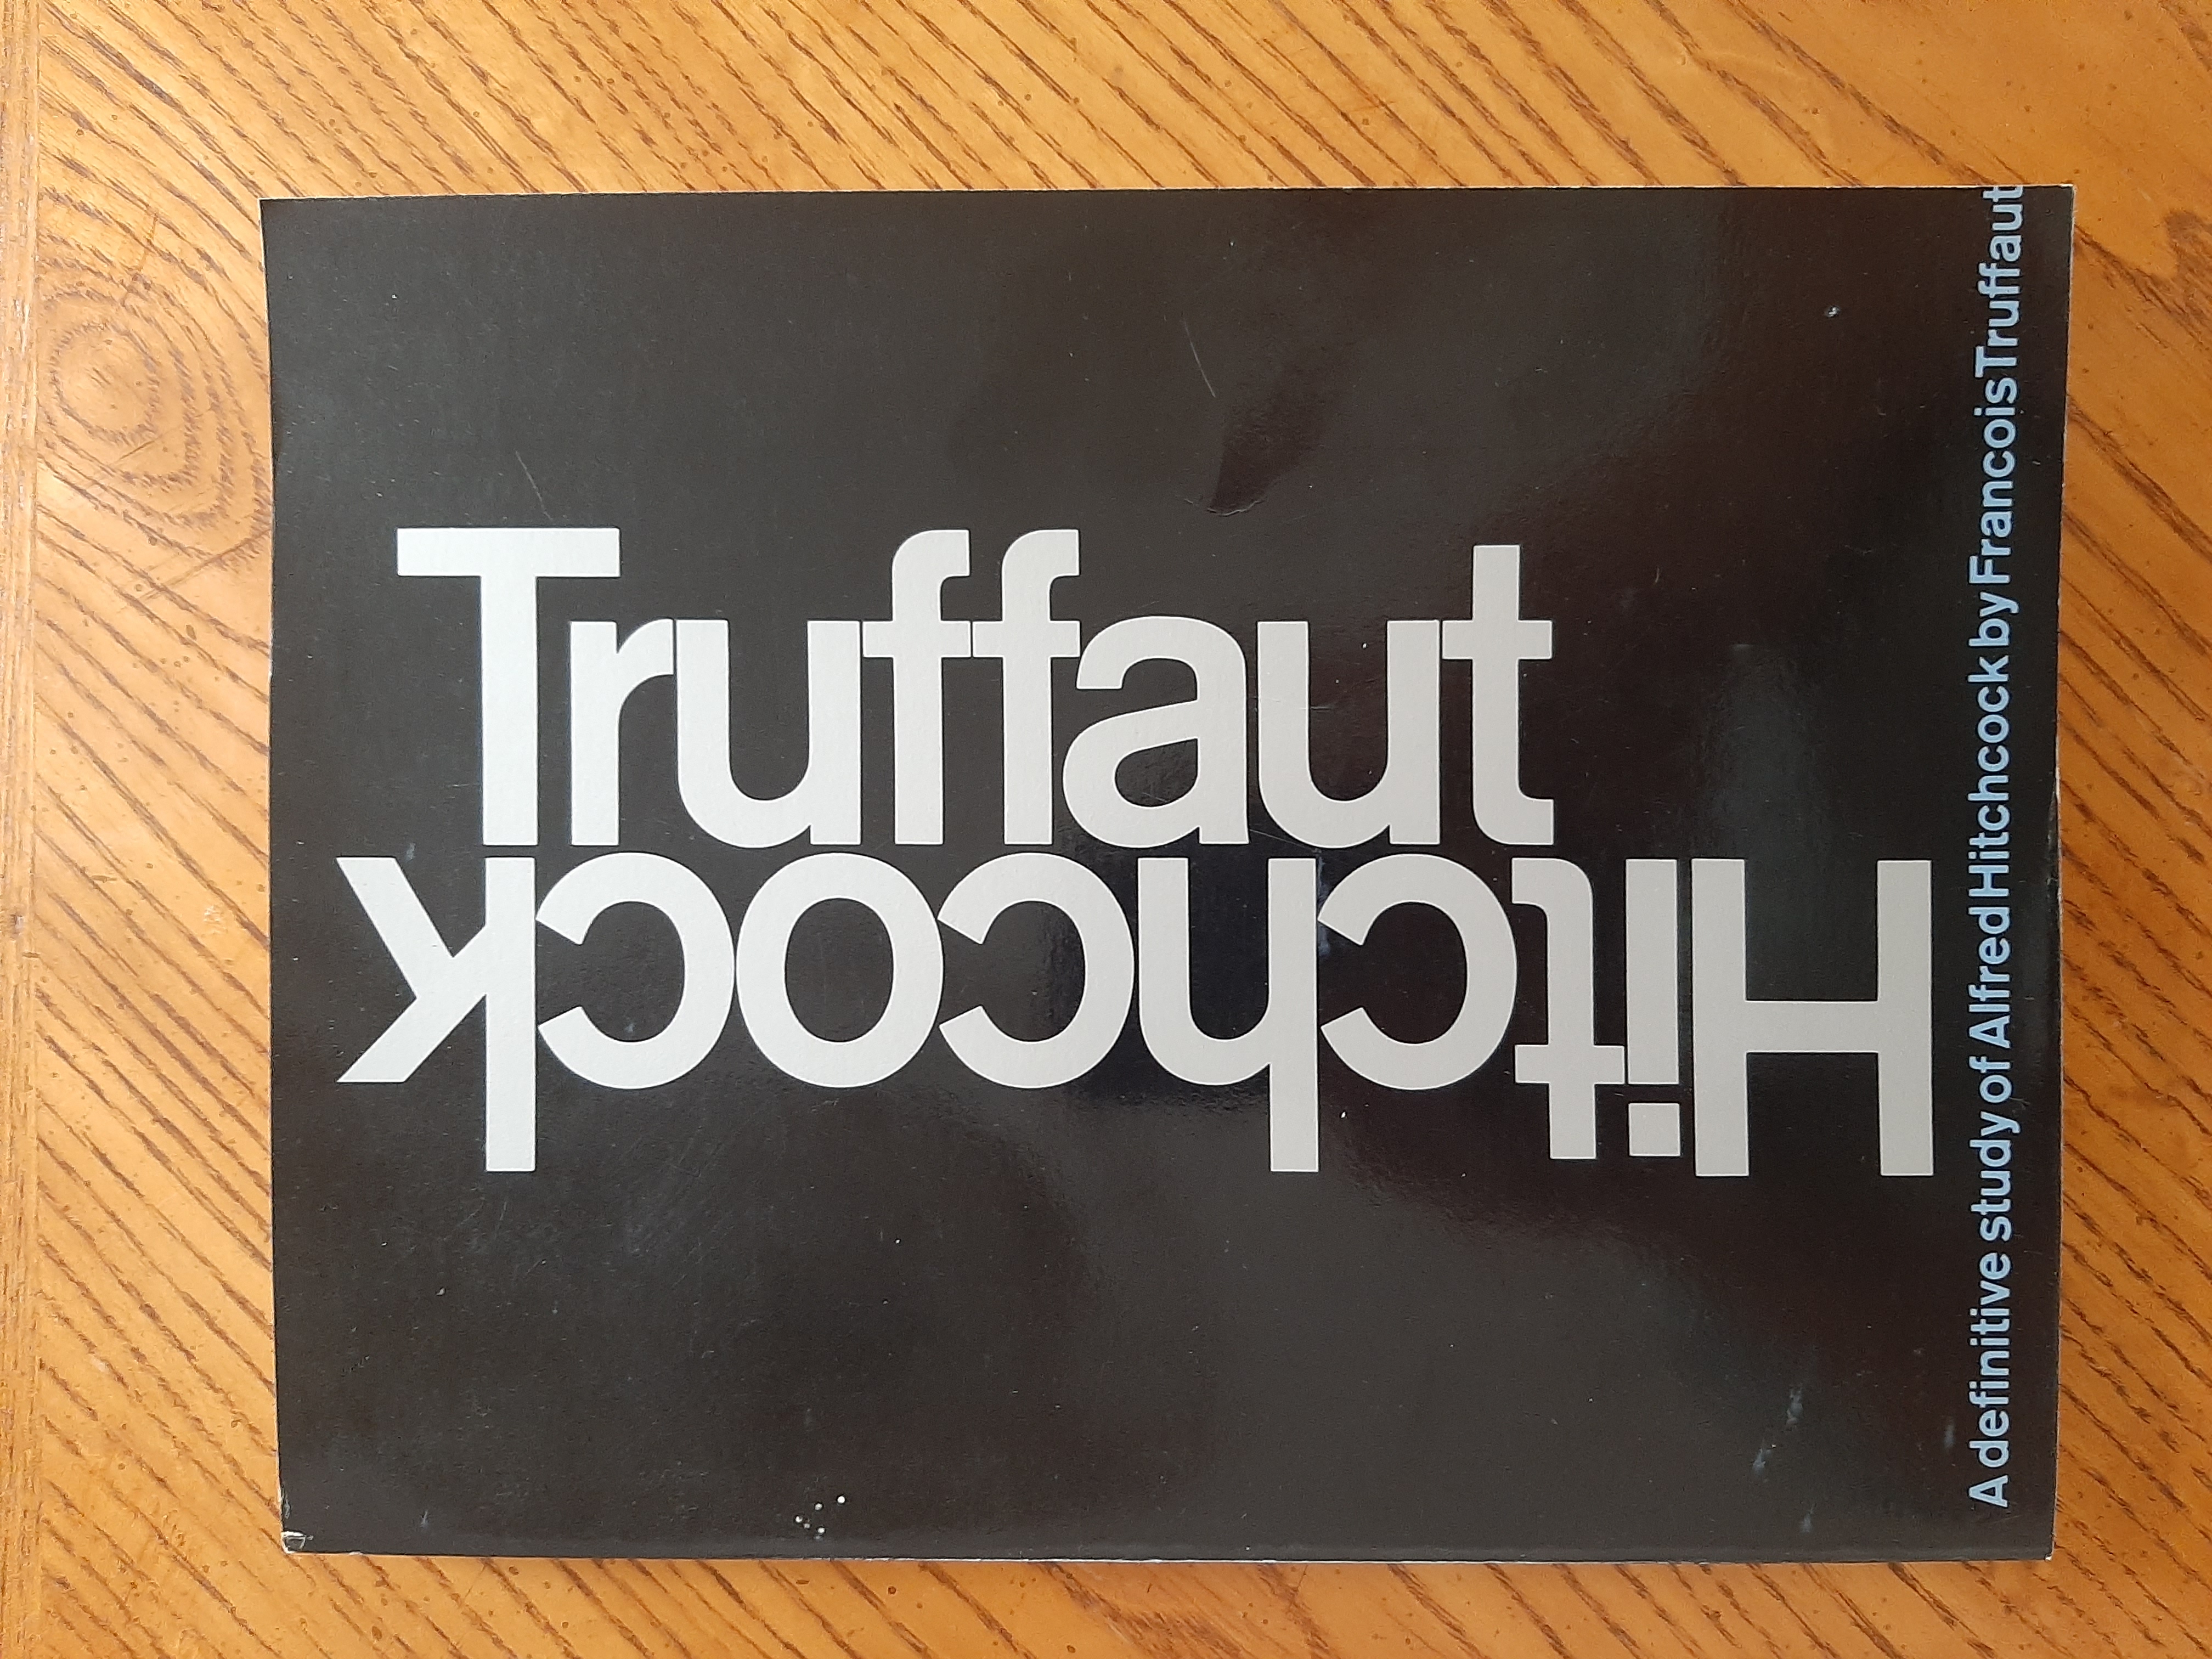 Truffaut
Hitchcock
A definitive study of Alfred Hitchcock by Francois Truffaut